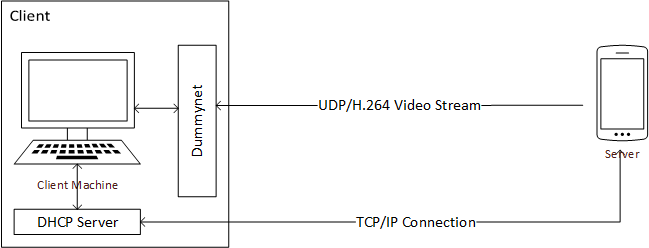 Client
Dummynet
UDP/H.264 Video Stream
Server
Client Machine
DHCP Server
TCP/IP Connection